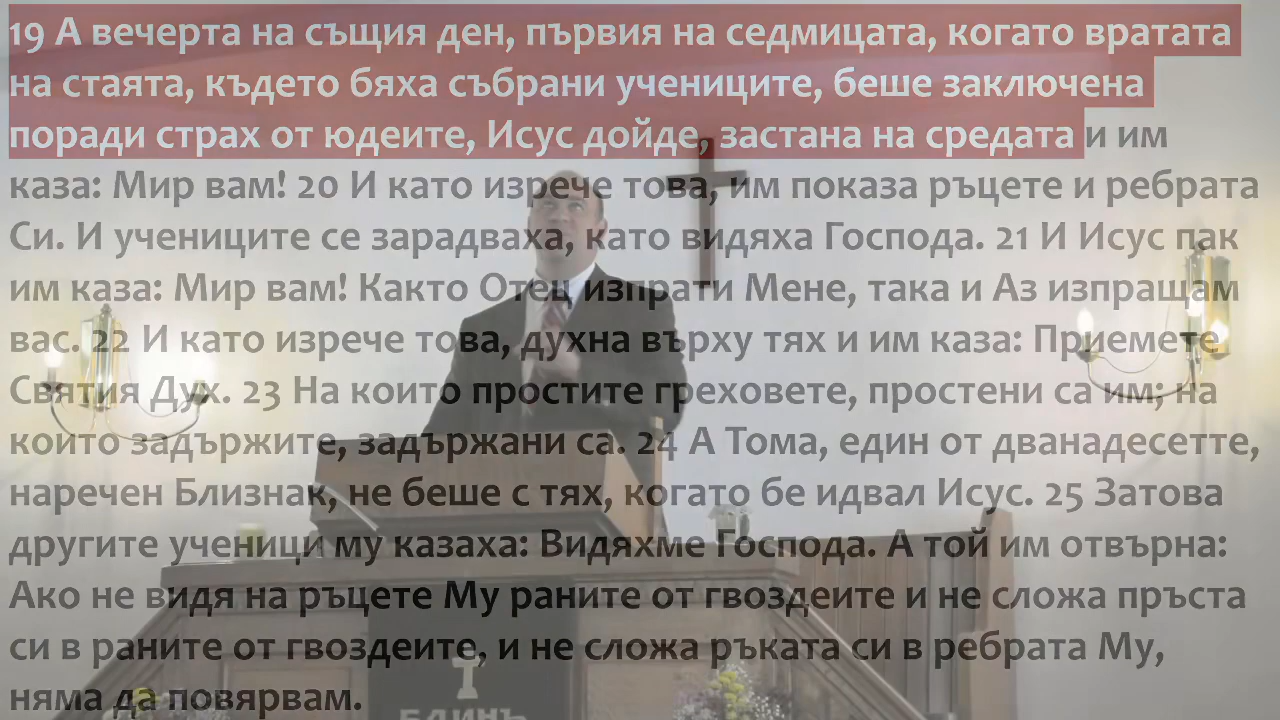 19 А вечерта на същия ден, първия на седмицата, когато вратата
на стаята, където бяха събрани учениците, беше заключена
поради страх от юдеите, Исус дойде, застана на средата и им
каза: Мир вам! 20 И като изрече това, им показа ръцете и ребрата
Си. И учениците се зарадваха, като видяха Господа. 21 И Исус пак
им каза: Мир вам! Както Отец изпрати Мене, така и Аз изпращам
вас. 22 И като изрече това, духна върху тях и им каза: Приемете
Святия Дух. 23 На които простите греховете, простени са им; на
които задържите, задържани са. 24 А Тома, един от дванадесетте,
наречен Близнак, не беше с тях, когато бе идвал Исус. 25 Затова
другите ученици му казаха: Видяхме Господа. А той им отвърна:
Ако не видя на ръцете Му раните от гвоздеите и не сложа пръста
си в раните от гвоздеите, и не сложа ръката си в ребрата Му,
няма да повярвам.
ЕДИНЪ